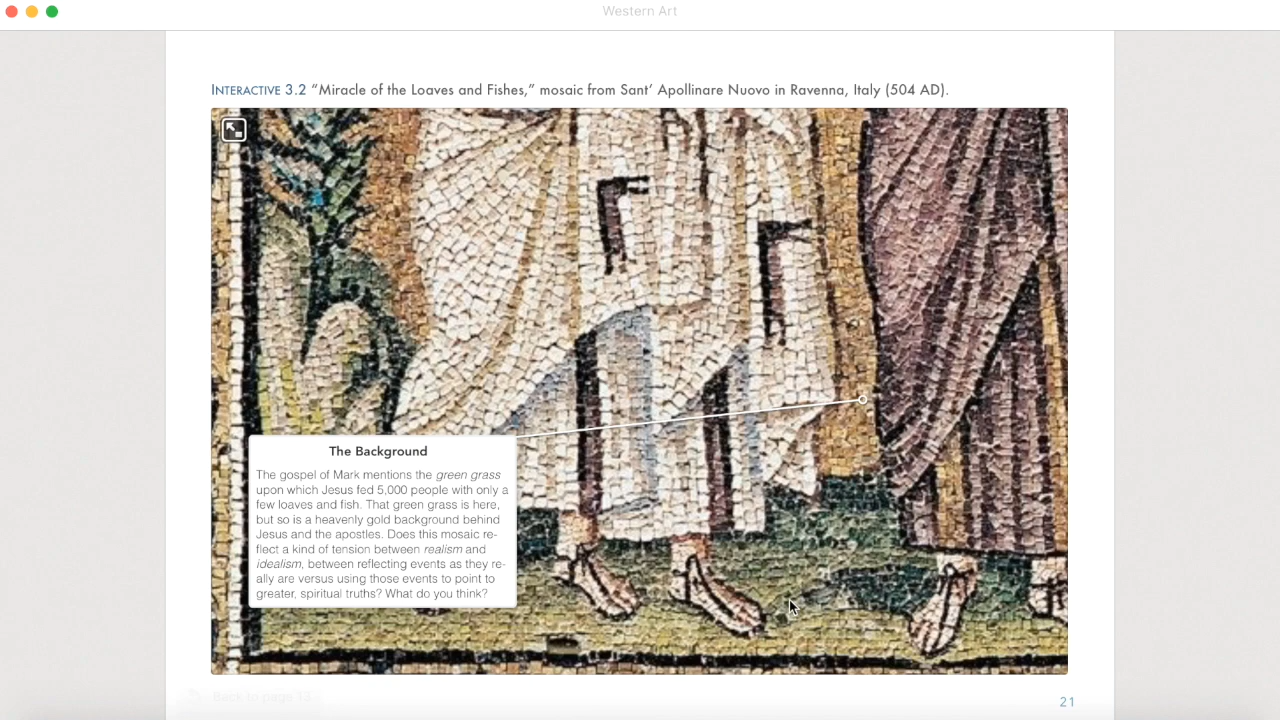 Western Art
INTERACTIVE 3.2 “Miracle of the Loaves and Fishes,” mosaic from Sant’ Apollinare Nuovo in Ravenna, Italy (504 AD).
The Background
The gospel of Mark mentions the green grass
upon which Jesus fed 5,000 people with only a
few loaves and fish. That green grass is here,
but so is a heavenly gold background behind
Jesus and the apostles. Does this mosaic re-
flect a kind of tension between realism and
idealism, between reflecting events as they re-
ally are versus using those events to point to
greater, spiritual truths? What do you think?
Back to page 13
21